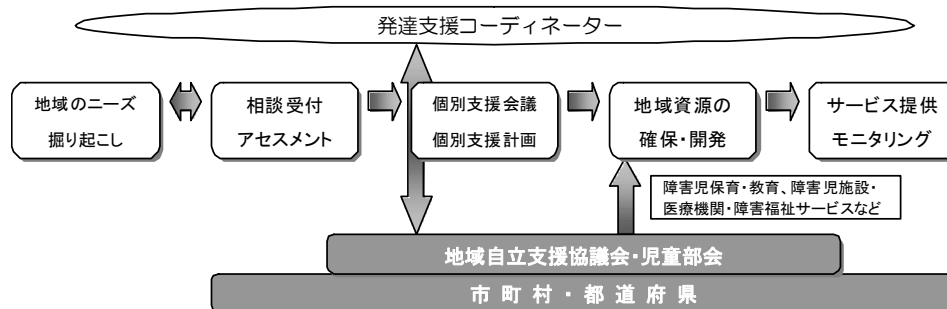 発達支援コーディネーター
地域のニーズ
掘り起こし
相談受付
アセスメント
個別支援会議
個別支援計画
地域資源の
確保・開発
サービス提供
モニタリング
障害児保育・教育、障害児施設・
医療機関・障害福祉サービスなど
地域自立支援協議会・児童部会
市町村・都道府県